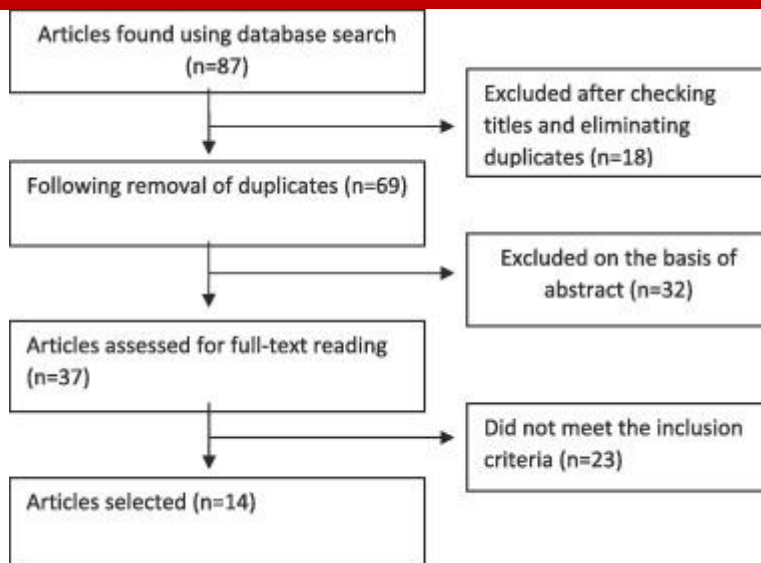 Articles found using database search
(n=87)
Excluded after checking
titles and eliminating
duplicates (n=18)
Following removal of duplicates (n=69)
Excluded on the basis of
abstract (n=32)
Articles assessed for full-text reading
(n=37)
Did not meet the inclusion
criteria (n=23)
Articles selected (n=14)